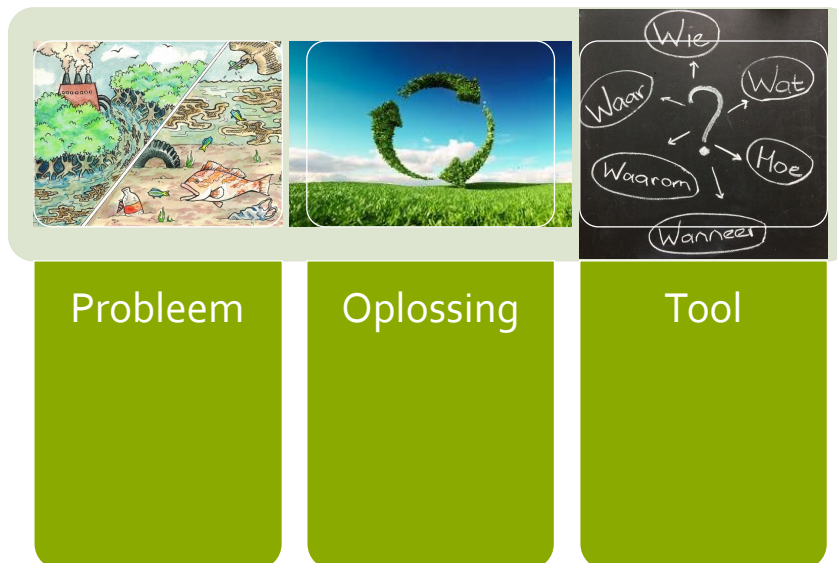 Wie
Wat
Waar
Hoe
Waarom
Wanneer
Probleem
Oplossing
Tool